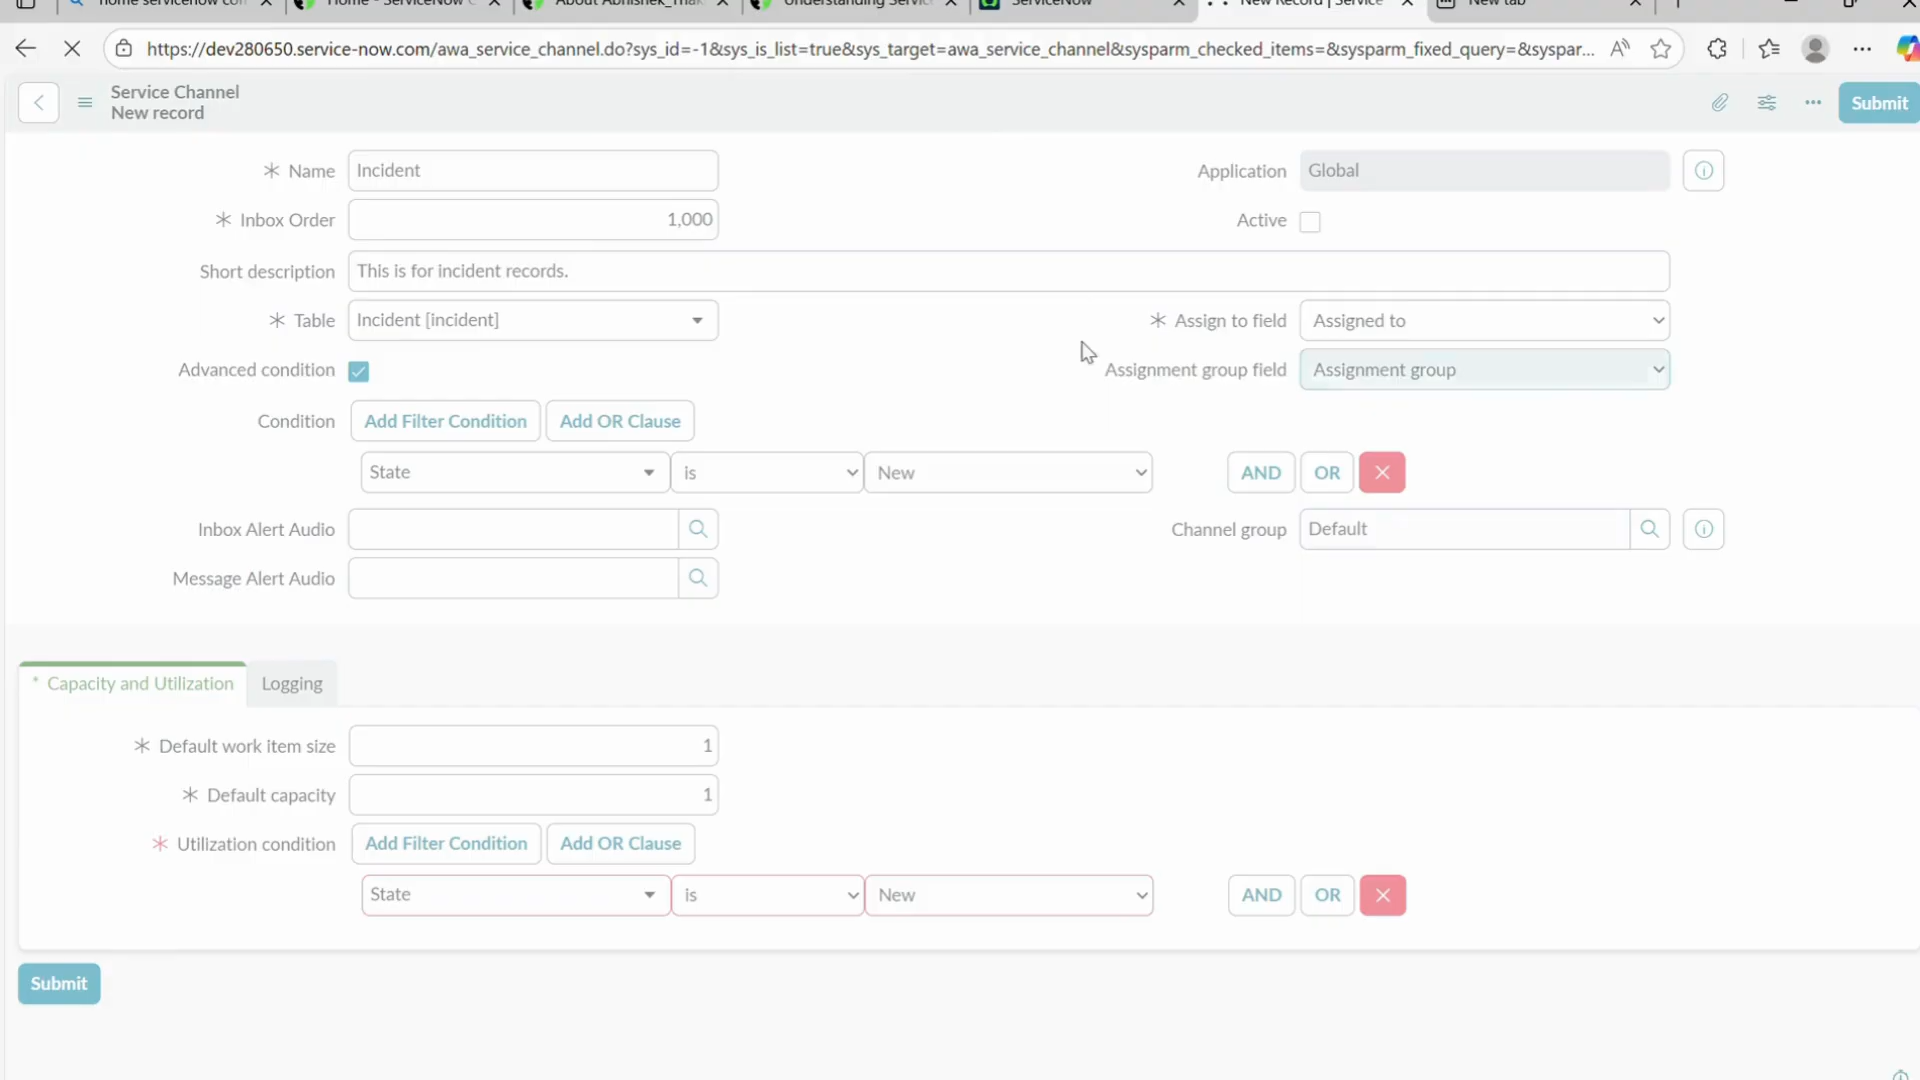 Home - ServiceNow C
ServiceNow
New tab
https://dev280650.service-now.com/awa_service_channel.do?sys_id=-1&sys_is_list=true&sys_target=awa_service_channel&sysparm_checked_items=&sysparm_fixed_query=&syspar...
Service Channel
New record
Submit
Name Incident
Application Global
Inbox Order 1,000
Active
Short description This is for incident records.
Table Incident [incident]
Assign to field Assigned to
Advanced condition
Assignment group field Assignment group
Condition Add Filter Condition Add OR Clause
State is New AND OR
Inbox Alert Audio
Channel group Default
Message Alert Audio
* Capacity and Utilization Logging
Default work item size 1
Default capacity 1
Utilization condition Add Filter Condition Add OR Clause
State is New AND OR
Submit